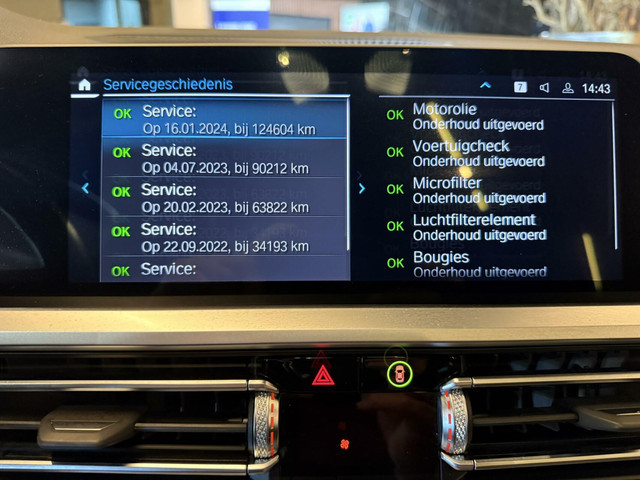 Servicegeschiedenis
7
14:43
OK Service:
Op 16.01.2024, bij 124604 km
OK Service:
Op 04.07.2023, bij 90212 km
OK Service:
Op 20.02.2023, bij 63822 km
OK Service:
Op 22.09.2022, bij 34193 km
OK Service:
OK Motorolie
Onderhoud uitgevoerd
OK Voertuigcheck
Onderhoud uitgevoerd
OK Microfilter
Onderhoud uitgevoerd
OK Luchtfilterelement
Onderhoud uitgevoerd
OK Bougies
Onderhoud uitgevoerd